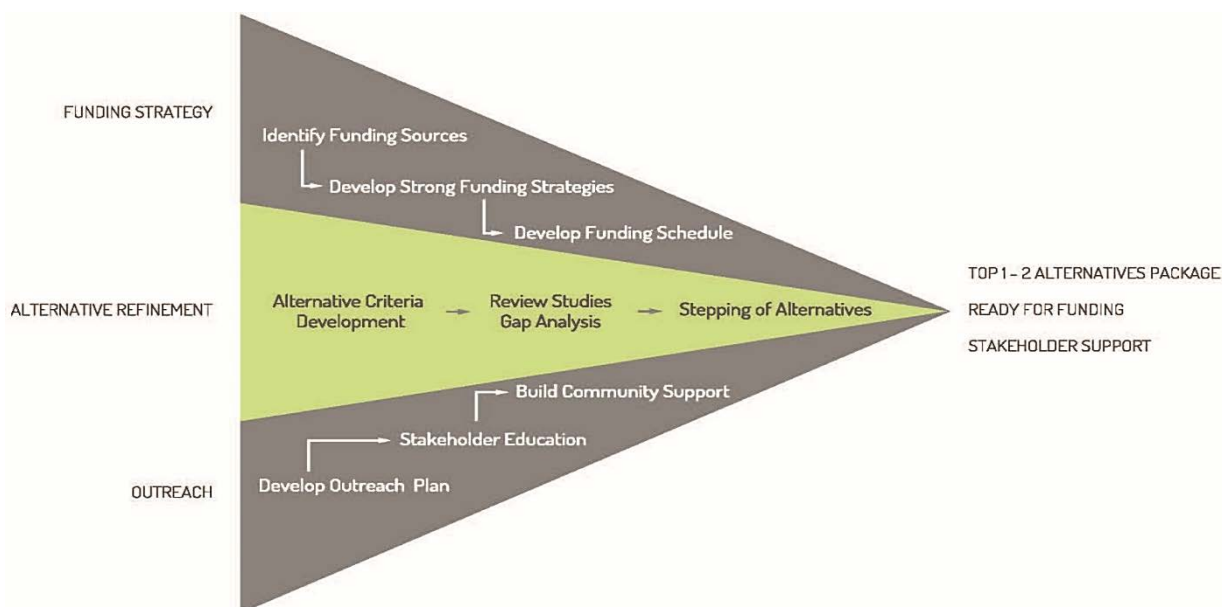 FUNDING STRATEGY
Identify Funding Sources
Develop Strong Funding Strategies
Develop Funding Schedule
ALTERNATIVE REFINEMENT
Alternative Criteria
Development
Review Studies
Gap Analysis
Stepping of Alternatives
TOP 1 - 2 ALTERNATIVES PACKAGE
READY FOR FUNDING
STAKEHOLDER SUPPORT
Build Community Support
Stakeholder Education
Develop Outreach Plan
OUTREACH